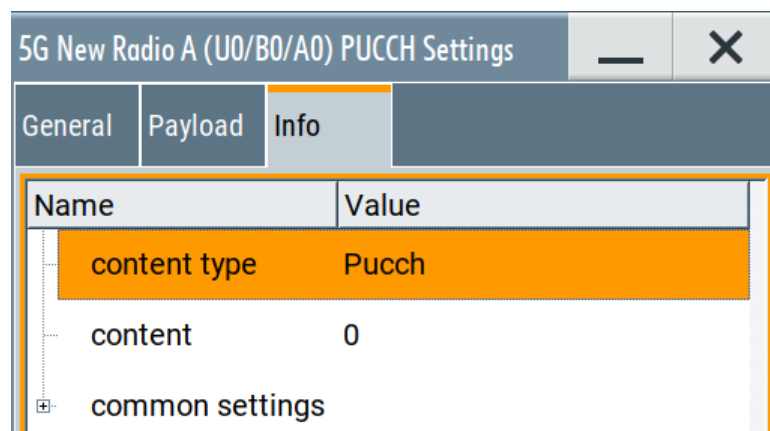 5G New Radio A (U0/B0/A0) PUCCH Settings
General Payload Info
Name Value
content type Pucch
content 0
common settings